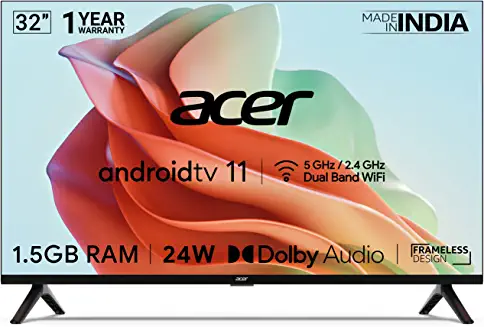 32” 1 YEAR WARRANTY
MADE IN INDIA
acer
androidtv 11 | 5 GHz / 2.4 GHz Dual Band WiFi
1.5GB RAM | 24W Dolby Audio | FRAMELESS DESIGN
acer